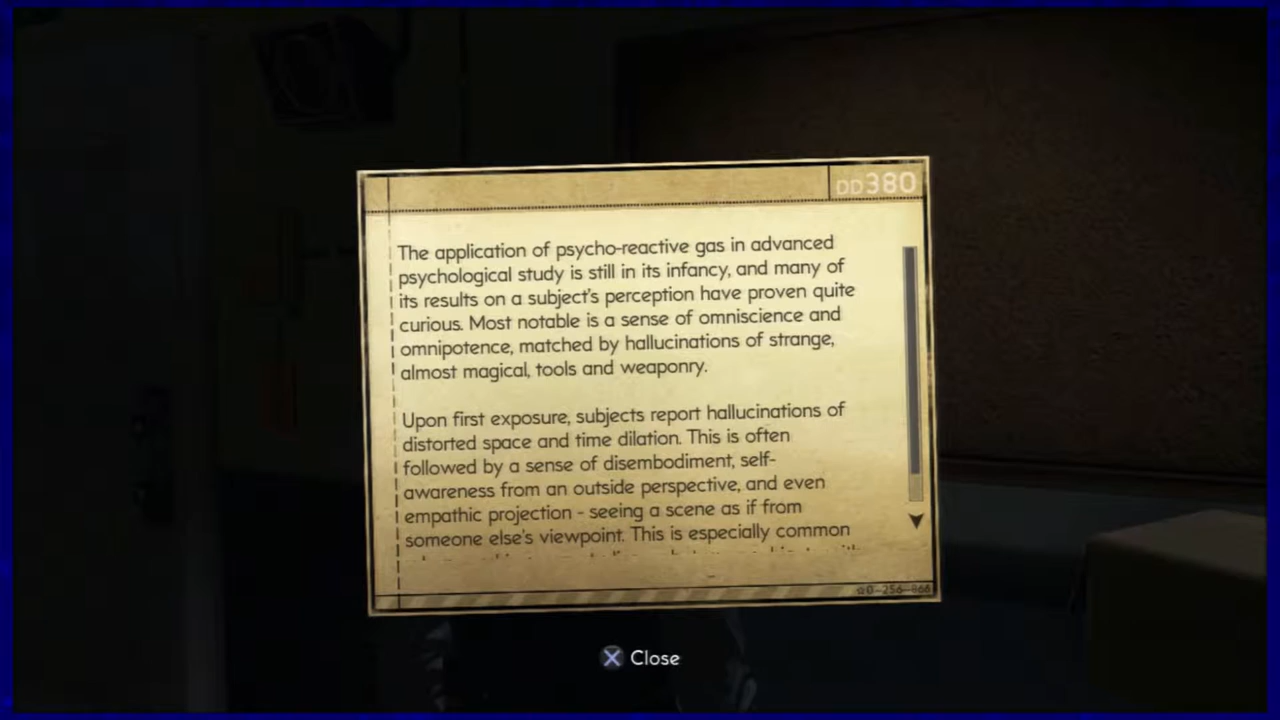 DD380
The application of psycho-reactive gas in advanced
psychological study is still in its infancy, and many of
its results on a subject's perception have proven quite
curious. Most notable is a sense of omniscience and
omnipotence, matched by hallucinations of strange,
almost magical, tools and weaponry.
Upon first exposure, subjects report hallucinations of
distorted space and time dilation. This is often
followed by a sense of disembodiment, self-
awareness from an outside perspective, and even
empathic projection - seeing a scene as if from
someone else's viewpoint. This is especially common
Close